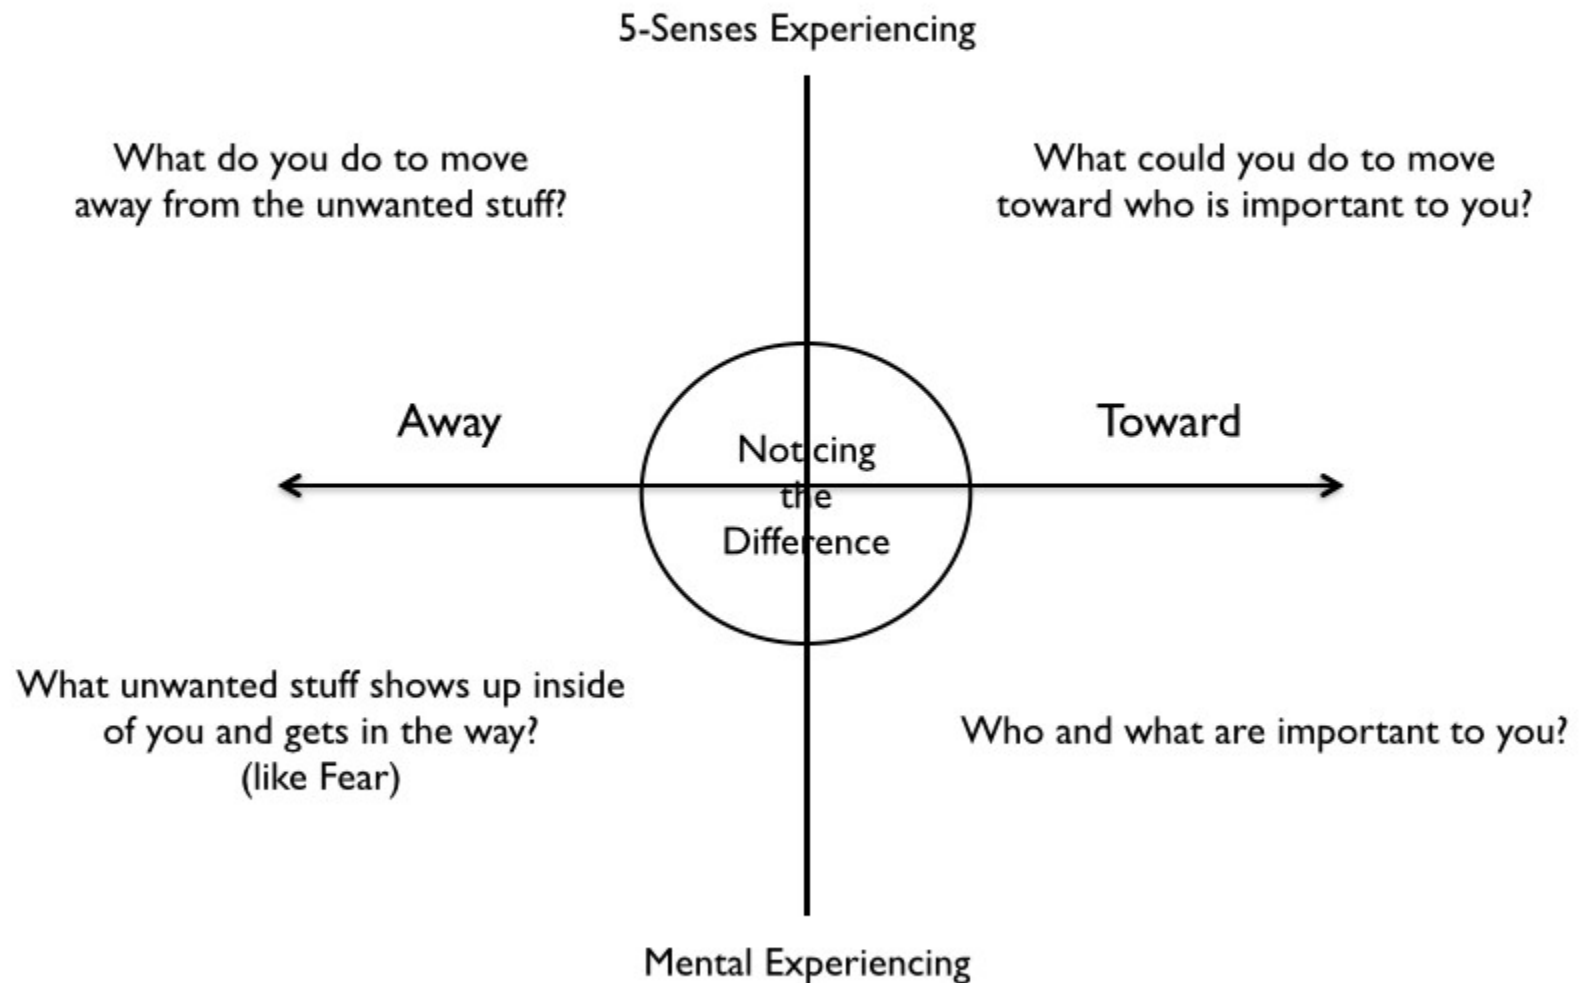 5-Senses Experiencing
What do you do to move
away from the unwanted stuff?
What could you do to move
toward who is important to you?
Away
Toward
Noticing
the
Difference
What unwanted stuff shows up inside
of you and gets in the way?
(like Fear)
Who and what are important to you?
Mental Experiencing